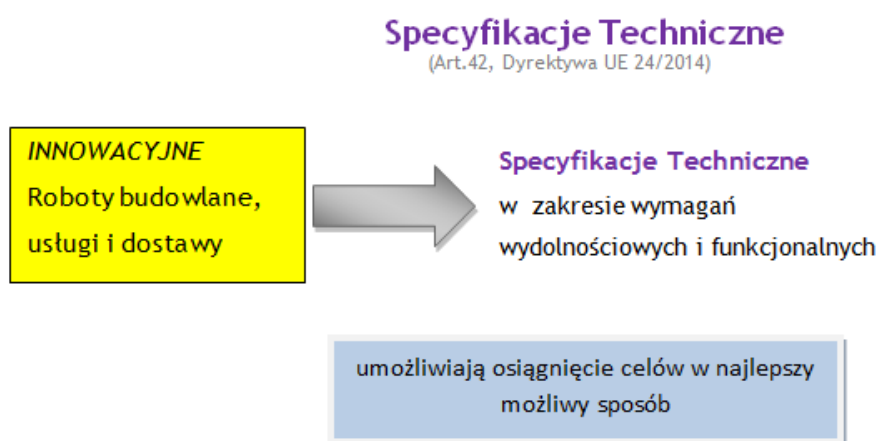 Specyfikacje Techniczne
(Art.42, Dyrektywa UE 24/2014)
INNOWACYJNE
Roboty budowlane,
usługi i dostawy
Specyfikacje Techniczne
w zakresie wymagań
wydolnościowych i funkcjonalnych
umożliwiają osiągnięcie celów w najlepszy
możliwy sposób